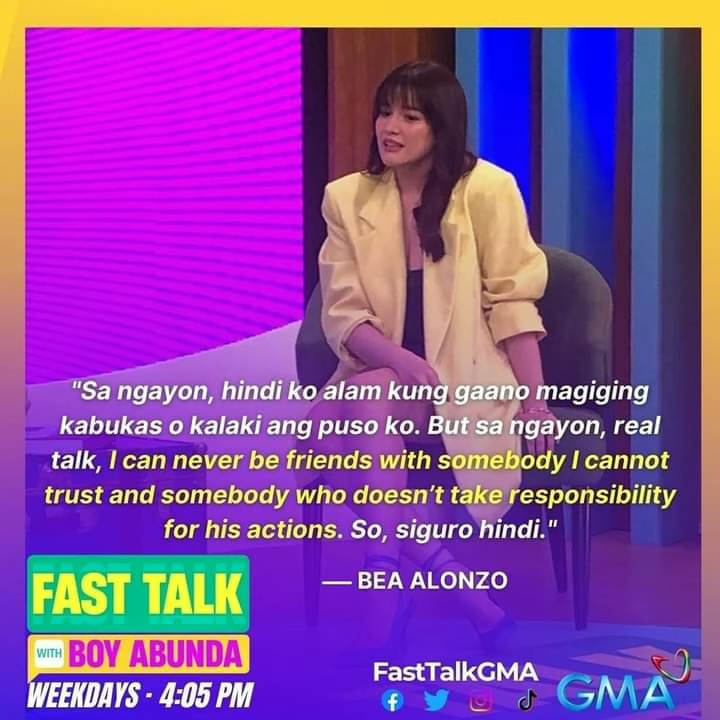 "Sa ngayon, hindi ko alam kung gaano magiging
kabukas o kalaki ang puso ko. But sa ngayon, real
talk, I can never be friends with somebody I cannot
trust and somebody who doesn't take responsibility
for his actions. So, siguro hindi."
— BEA ALONZO
FAST TALK
WITH BOY ABUNDA
WEEKDAYS · 4:05 PM
FastTalkGMA
GMA